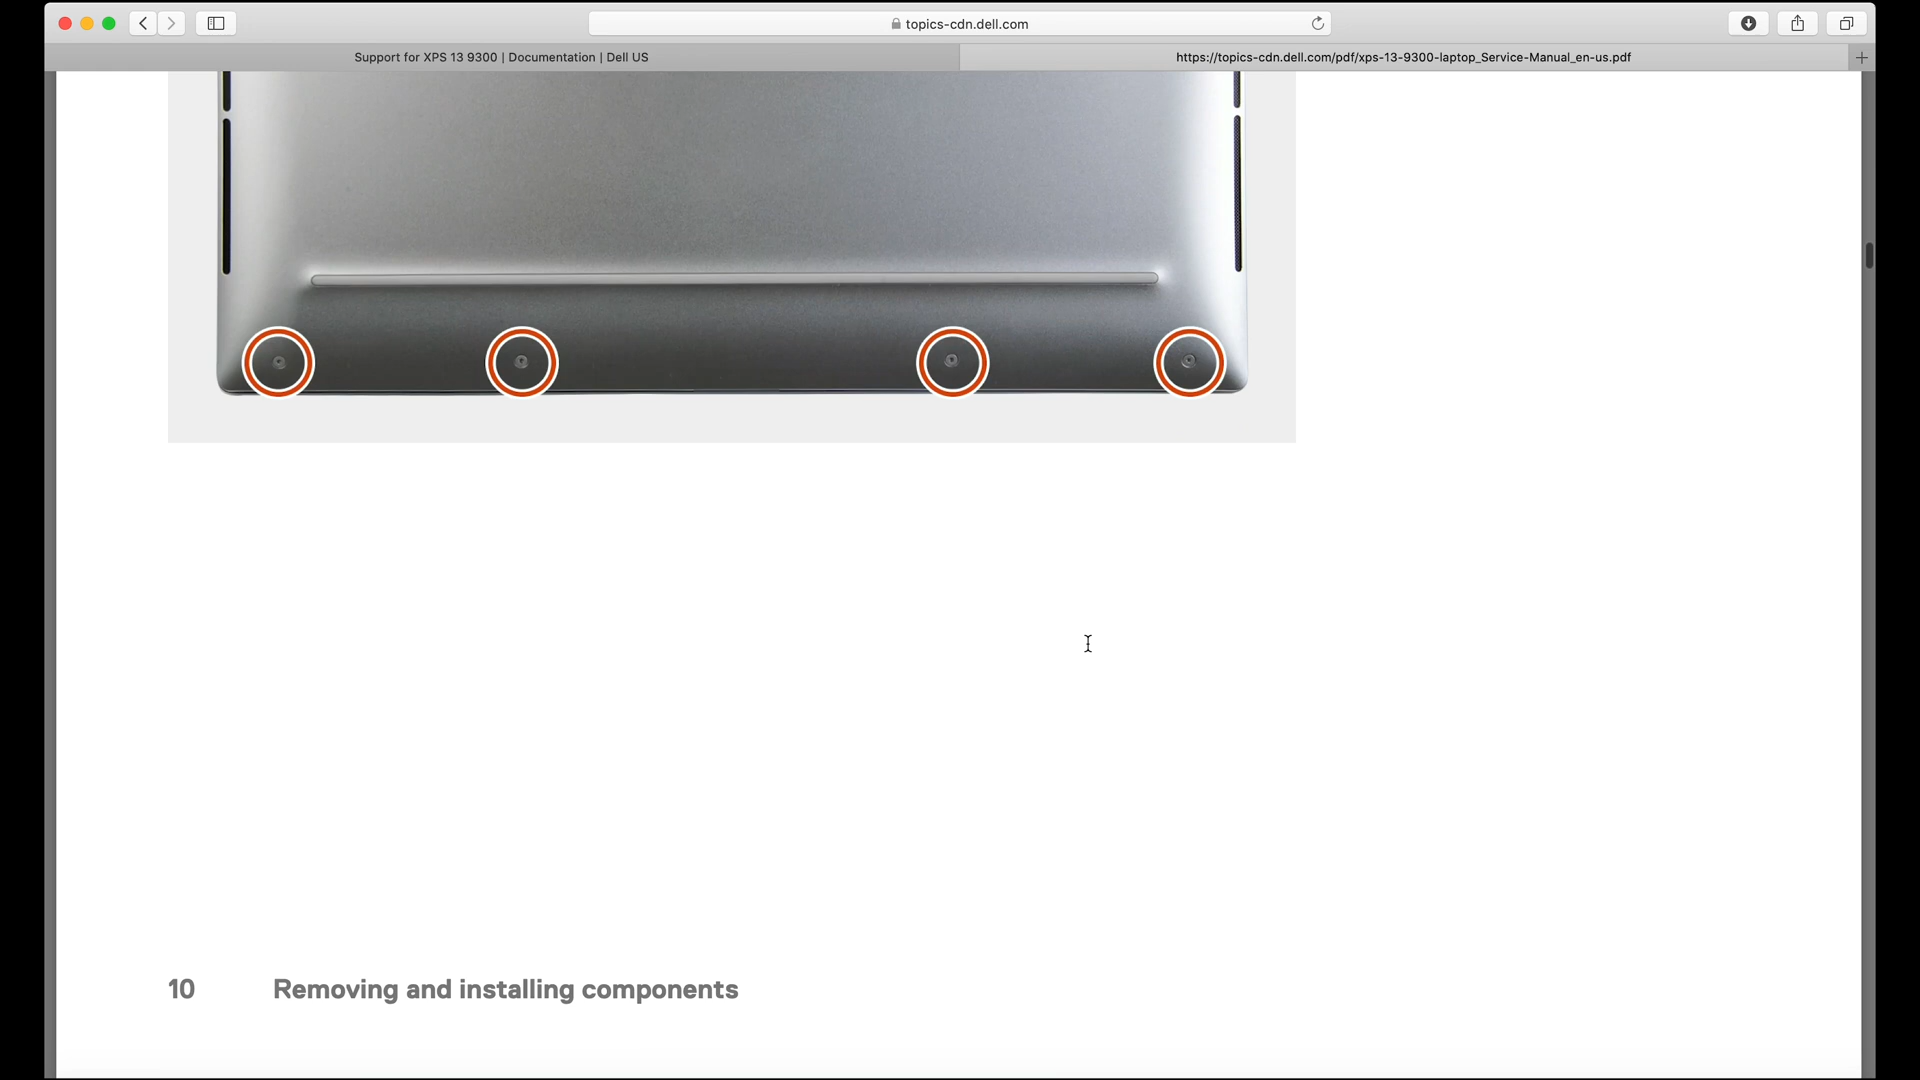 topics-cdn.dell.com
Support for XPS 13 9300 | Documentation | Dell US
https://topics-cdn.dell.com/pdf/xps-13-9300-laptop_Service-Manual_en-us.pdf
10 Removing and installing components